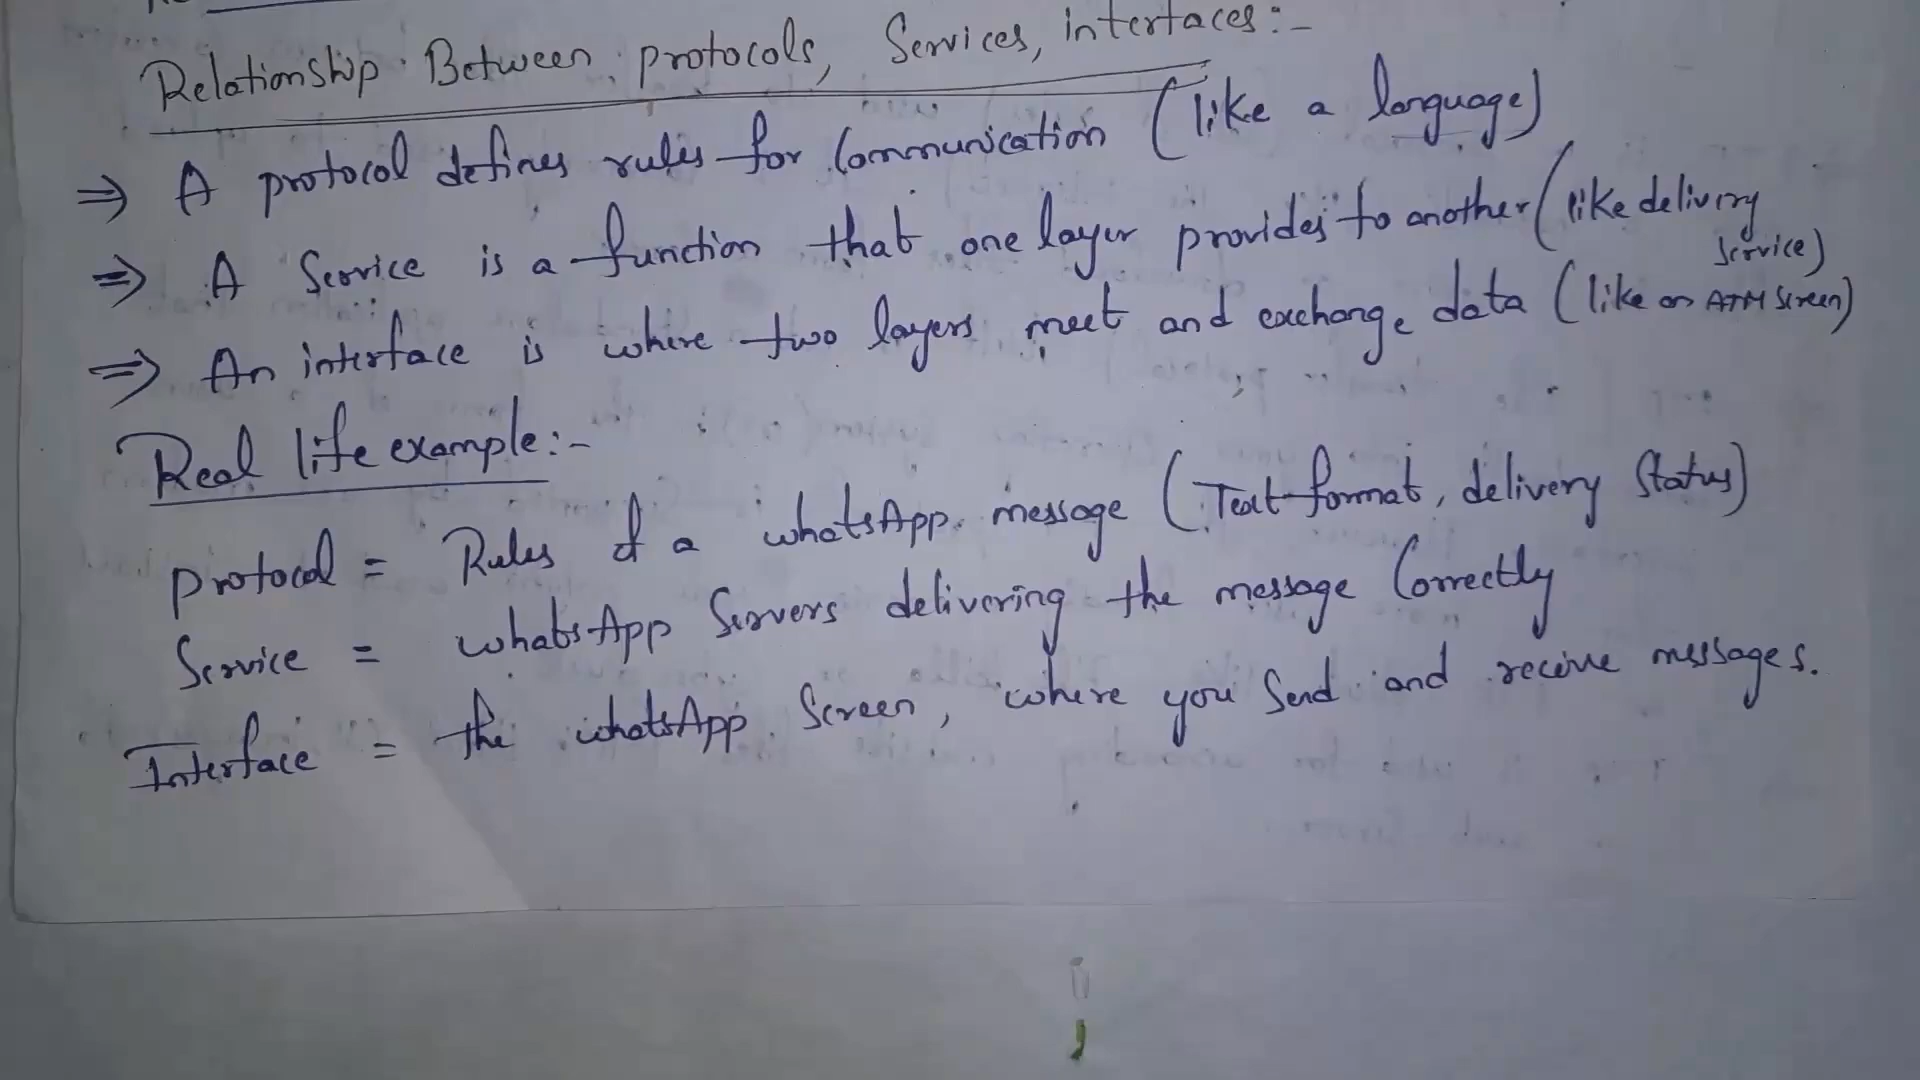 Relationship Between protocols, Services, interfaces:-
⇒ A protocol defines rules for Communication (like a language)
⇒ A Service is a function that one layer provides to another (like delivery service)
⇒ An interface is where two layers meet and exchange data (like an ATM screen)
Real life example:-
protocol = Rules of a whatsApp message (Text format, delivery Status)
Service = whatsApp Servers delivering the message Correctly
Interface = the whatsApp Screen, where you Send and receive messages.